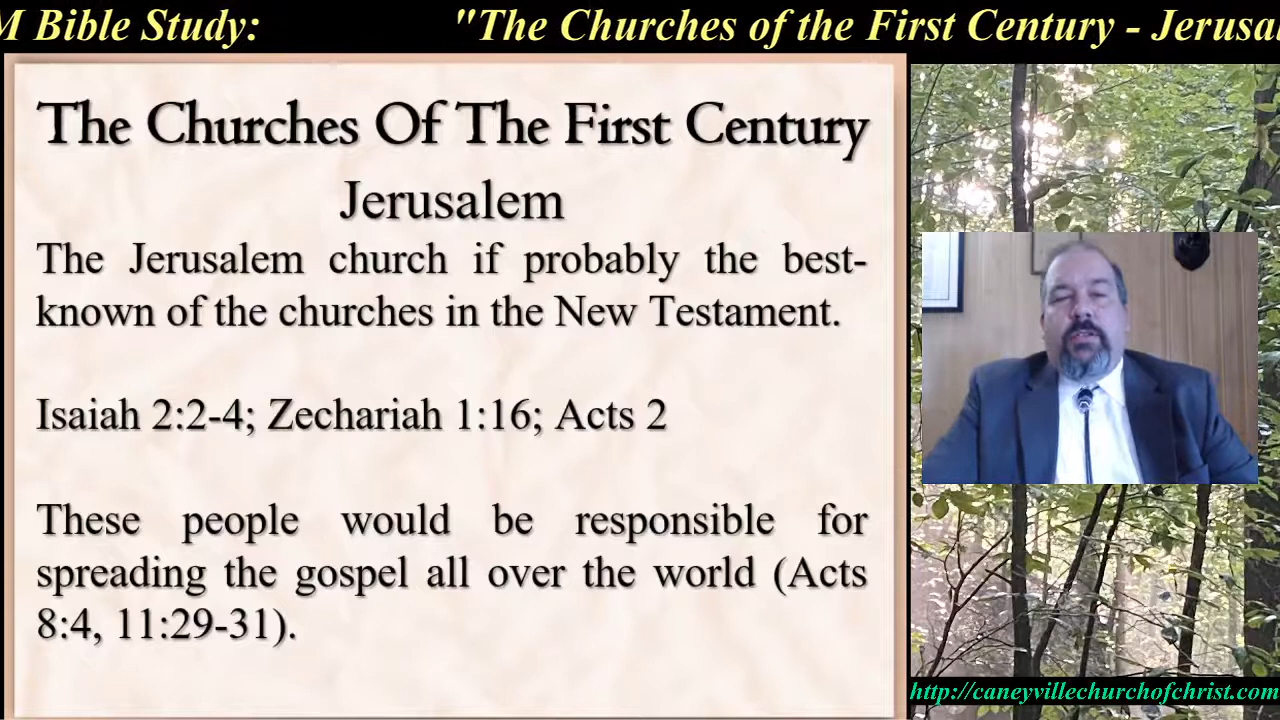 M Bible Study: "The Churches of the First Century - Jerusal
The Churches Of The First Century
Jerusalem
The Jerusalem church if probably the best-
known of the churches in the New Testament.
Isaiah 2:2-4; Zechariah 1:16; Acts 2
These people would be responsible for
spreading the gospel all over the world (Acts
8:4, 11:29-31).
http://caneyvillechurchofchrist.com